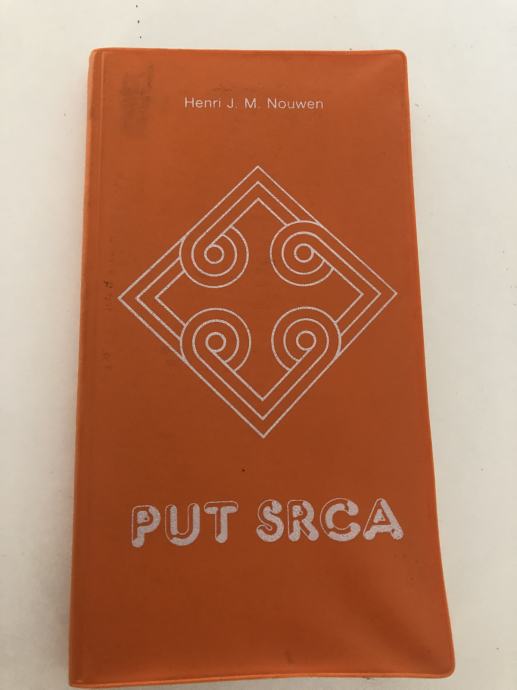 Henri J. M. Nouwen
PUT SRCA